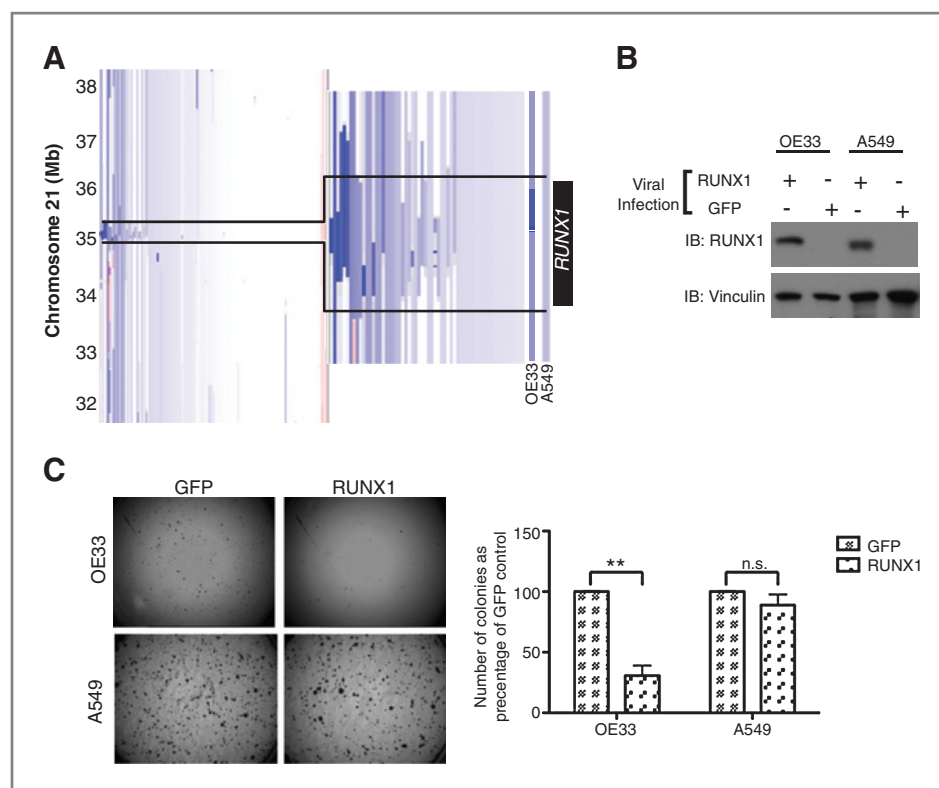 A
Chromosome 21 (Mb)
38
37
36
35
34
33
32
RUNX1
OE33
A549
B
OE33 A549
Viral Infection
RUNX1 + - + -
GFP - + - +
IB: RUNX1
IB: Vinculin
C
GFP RUNX1
OE33
A549
Number of colonies as
precentage of GFP control
150
100
50
0
** n.s.
OE33 A549
GFP
RUNX1